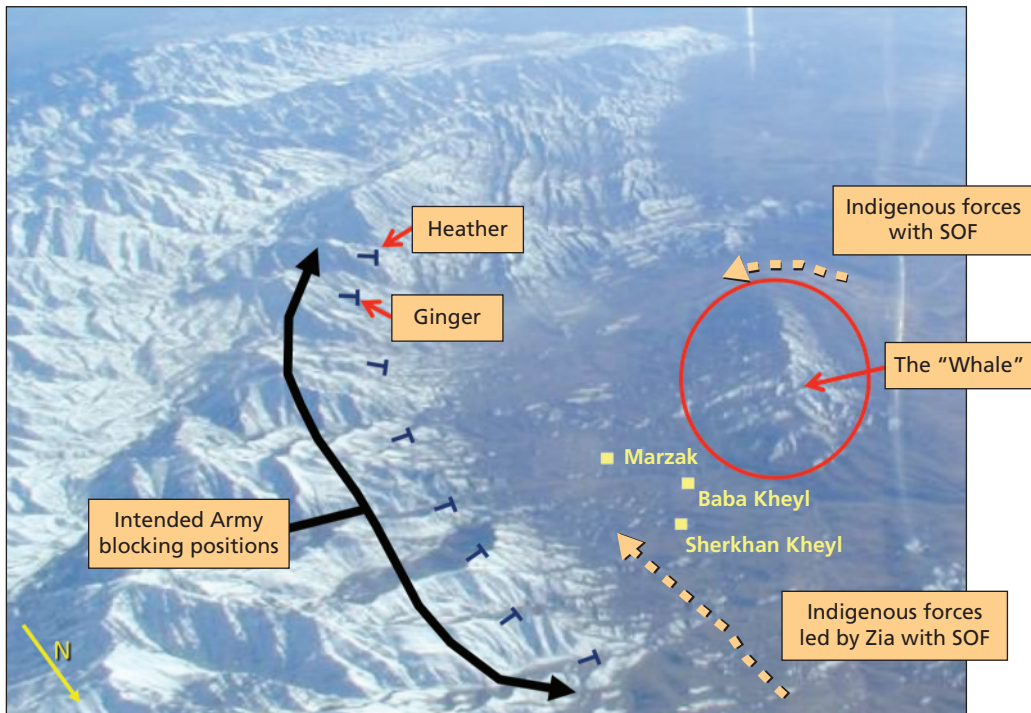 Heather
Indigenous forces
with SOF
Ginger
The “Whale”
Marzak
Baba Kheyl
Intended Army
blocking positions
Sherkhan Kheyl
Indigenous forces
led by Zia with SOF
N